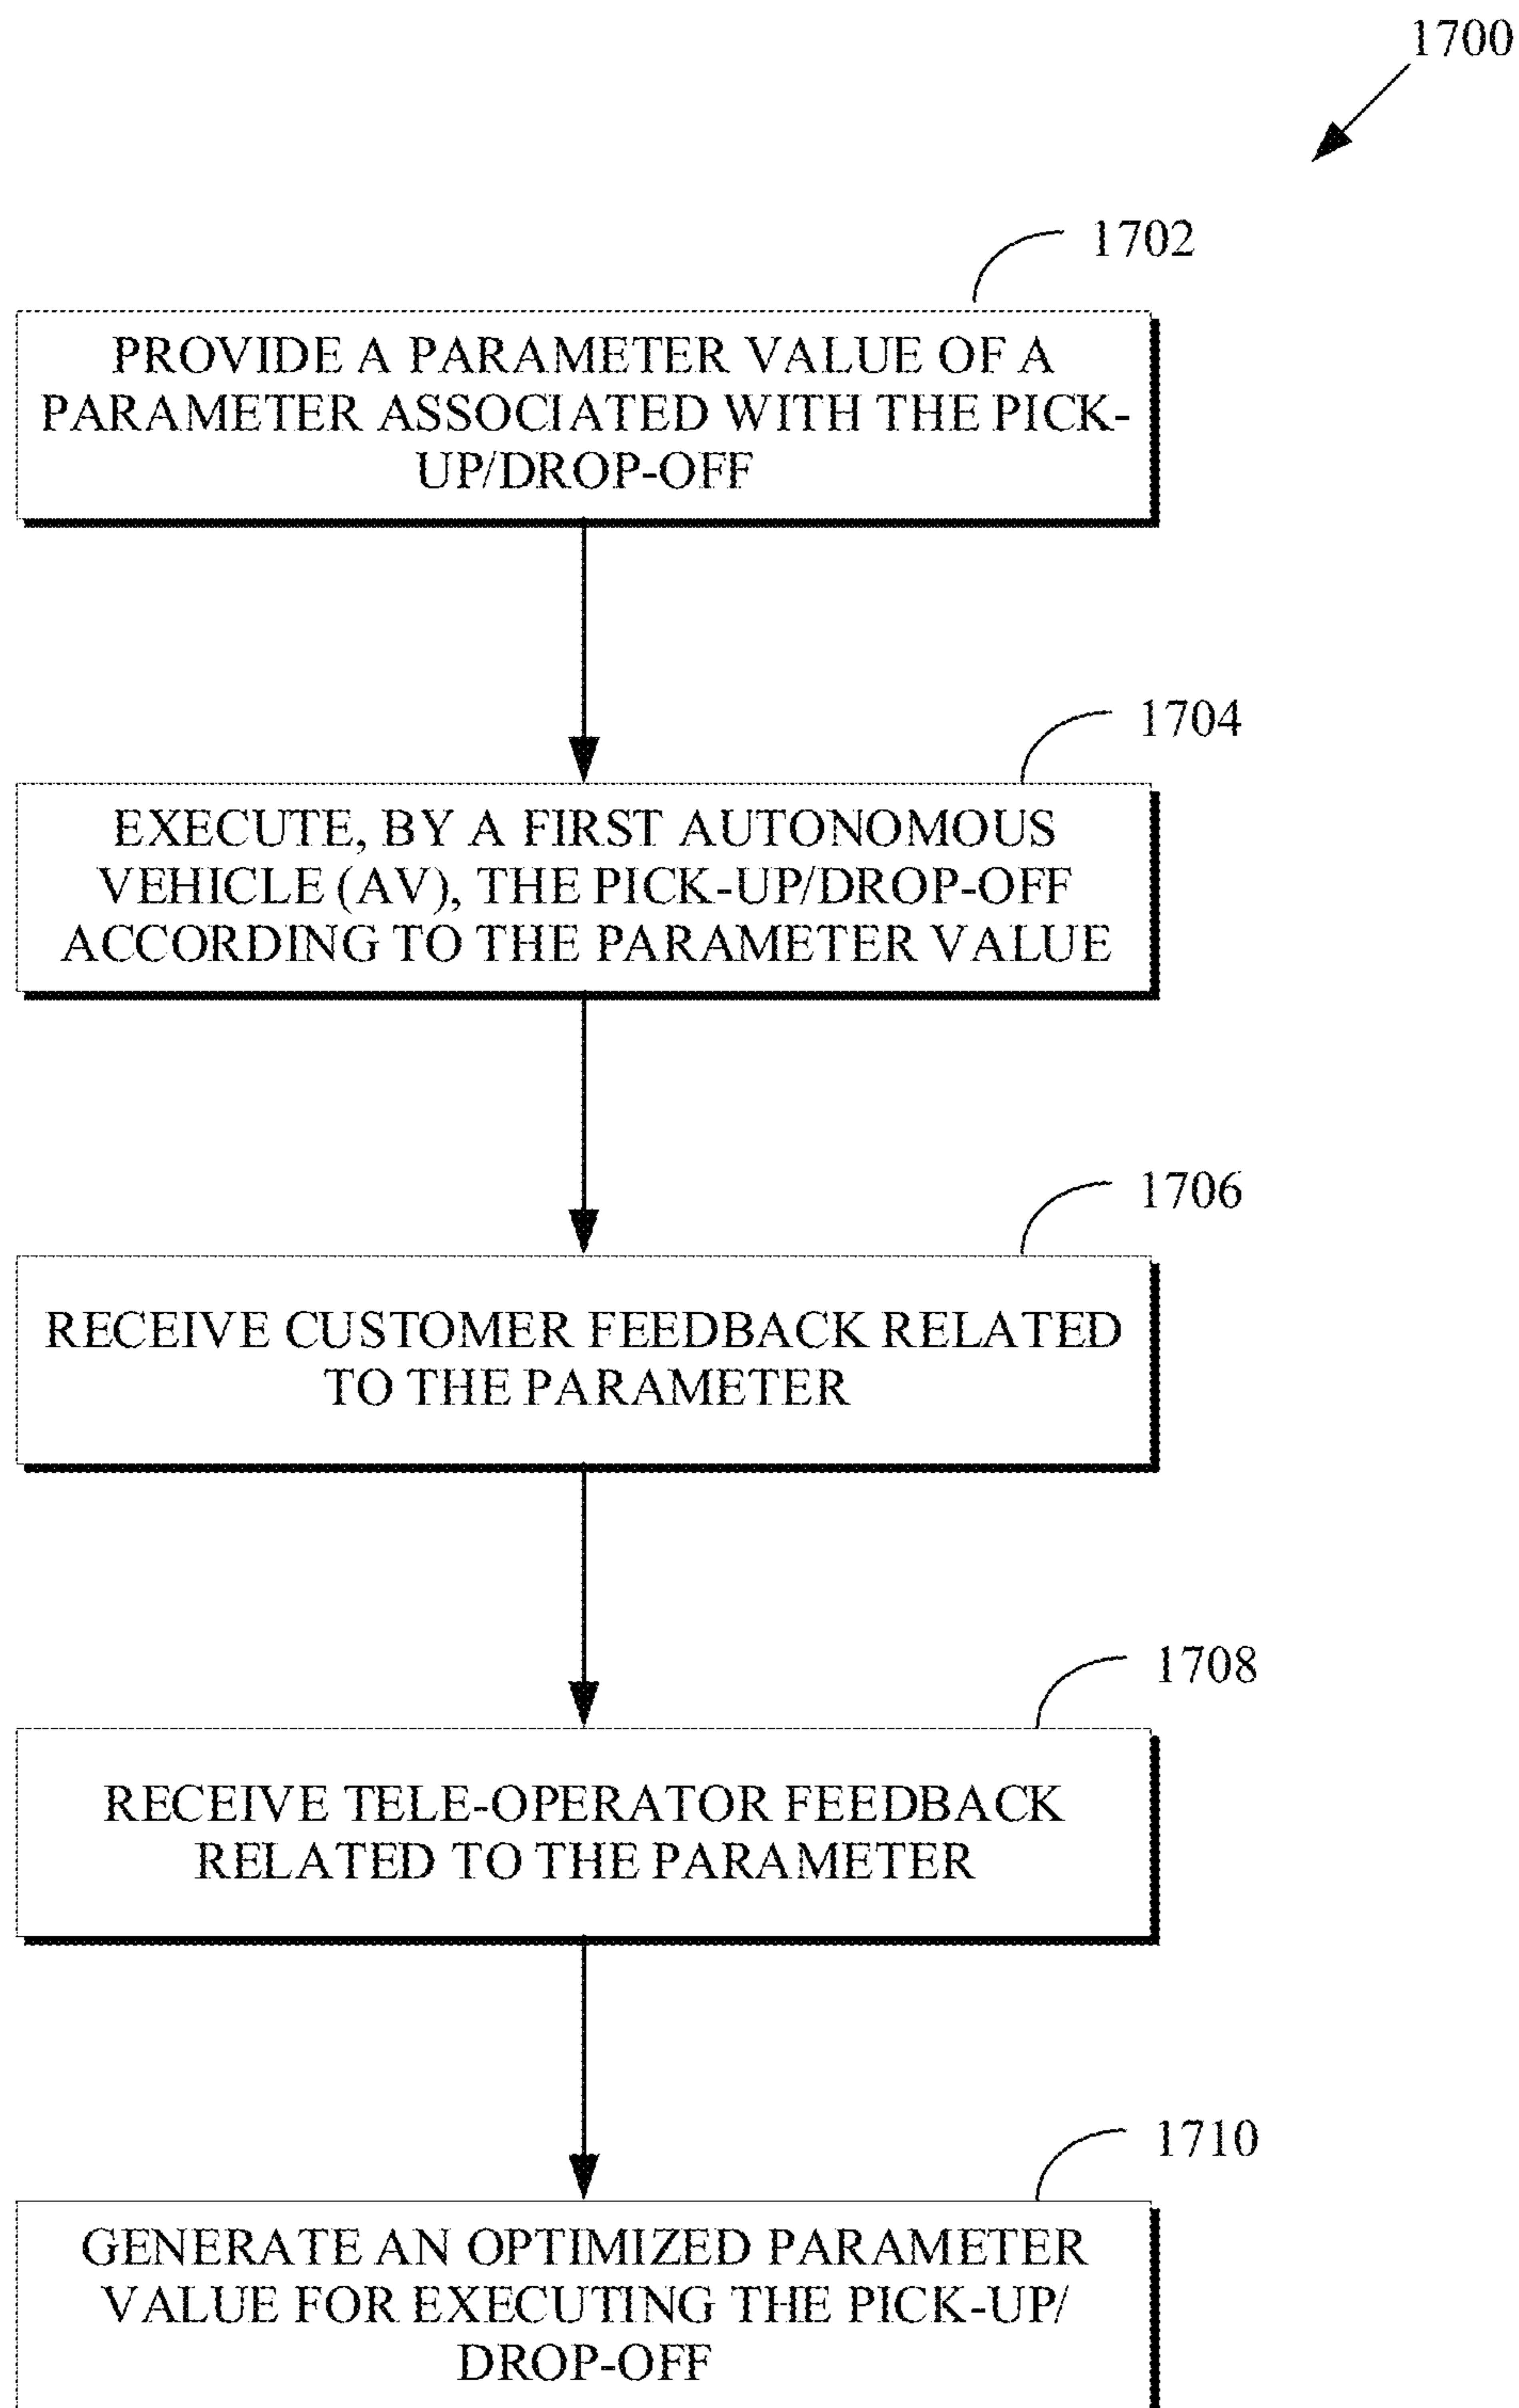 1700
1702
PROVIDE A PARAMETER VALUE OF A
PARAMETER ASSOCIATED WITH THE PICK-
UP/DROP-OFF
1704
EXECUTE, BY A FIRST AUTONOMOUS
VEHICLE (AV), THE PICK-UP/DROP-OFF
ACCORDING TO THE PARAMETER VALUE
1706
RECEIVE CUSTOMER FEEDBACK RELATED
TO THE PARAMETER
1708
RECEIVE TELE-OPERATOR FEEDBACK
RELATED TO THE PARAMETER
1710
GENERATE AN OPTIMIZED PARAMETER
VALUE FOR EXECUTING THE PICK-UP/
DROP-OFF